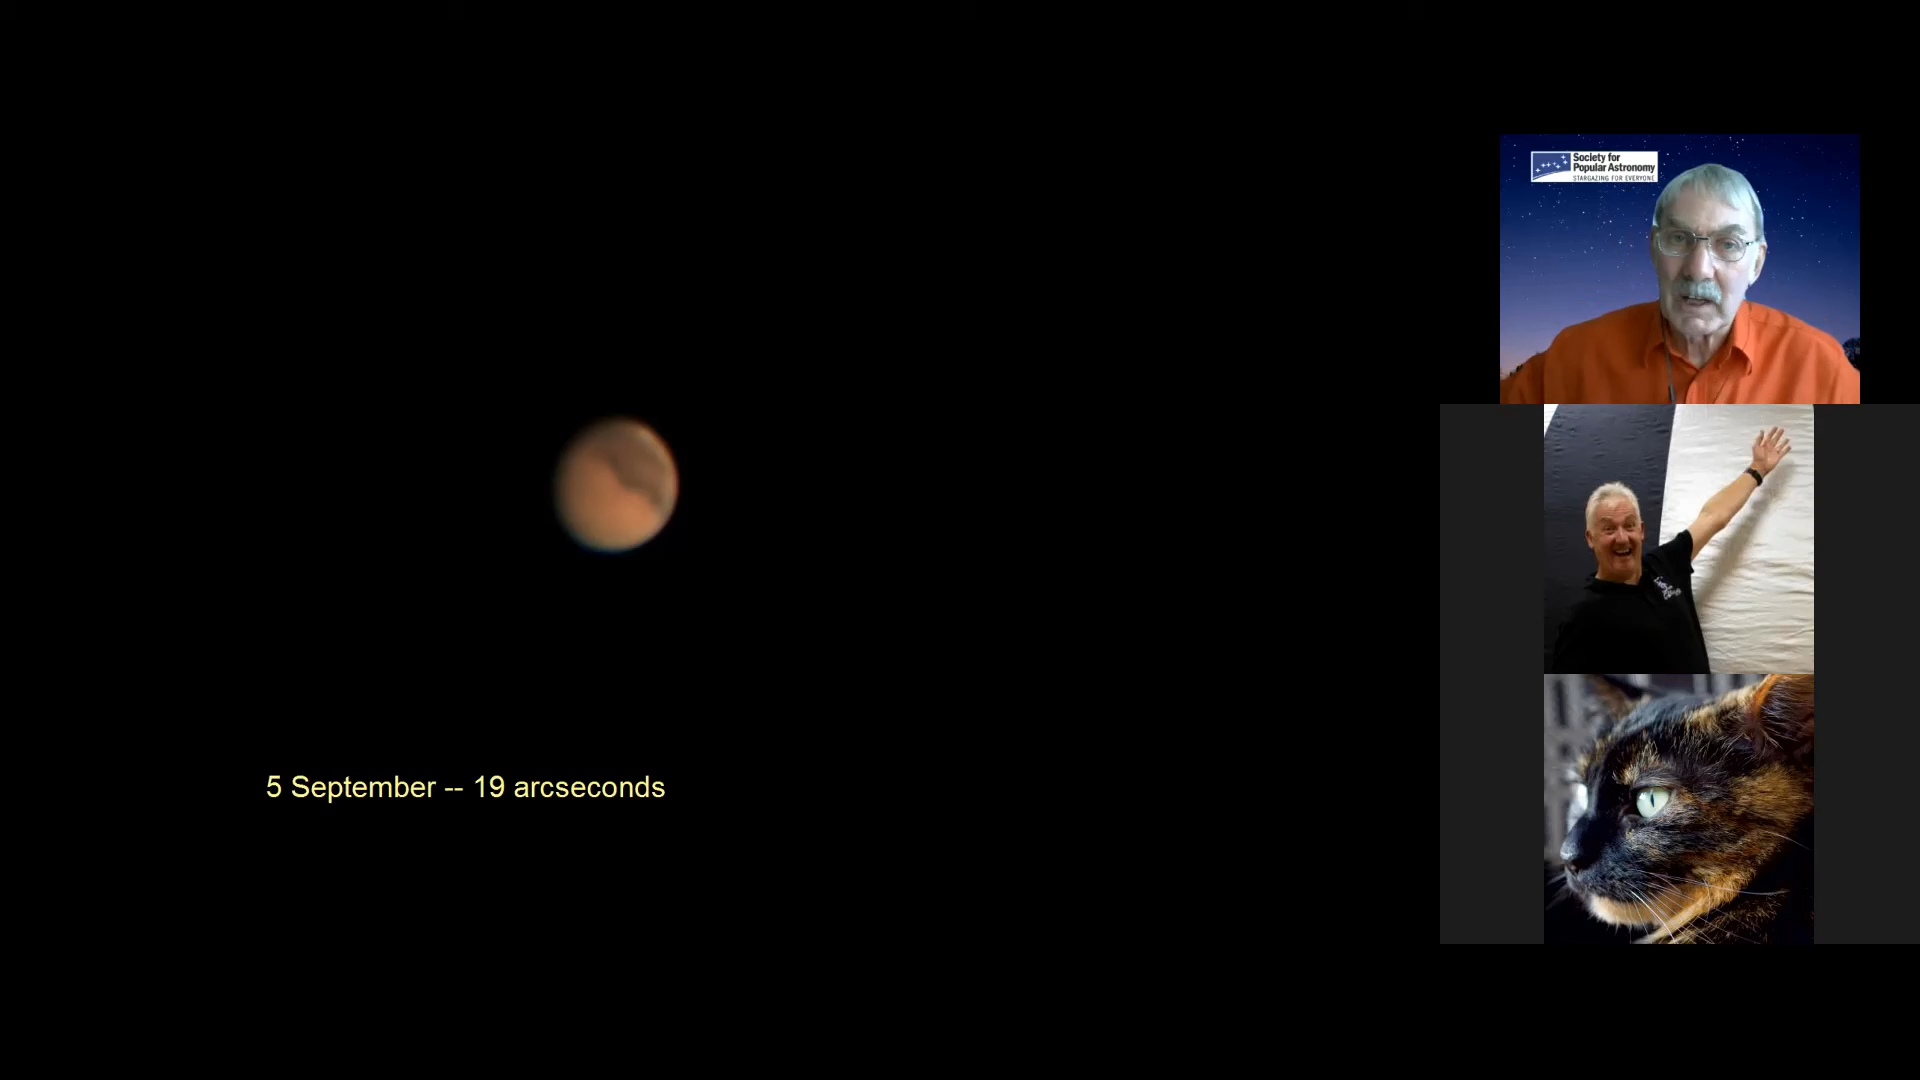 Society for
Popular Astronomy
STARGAZING FOR EVERYONE
5 September -- 19 arcseconds